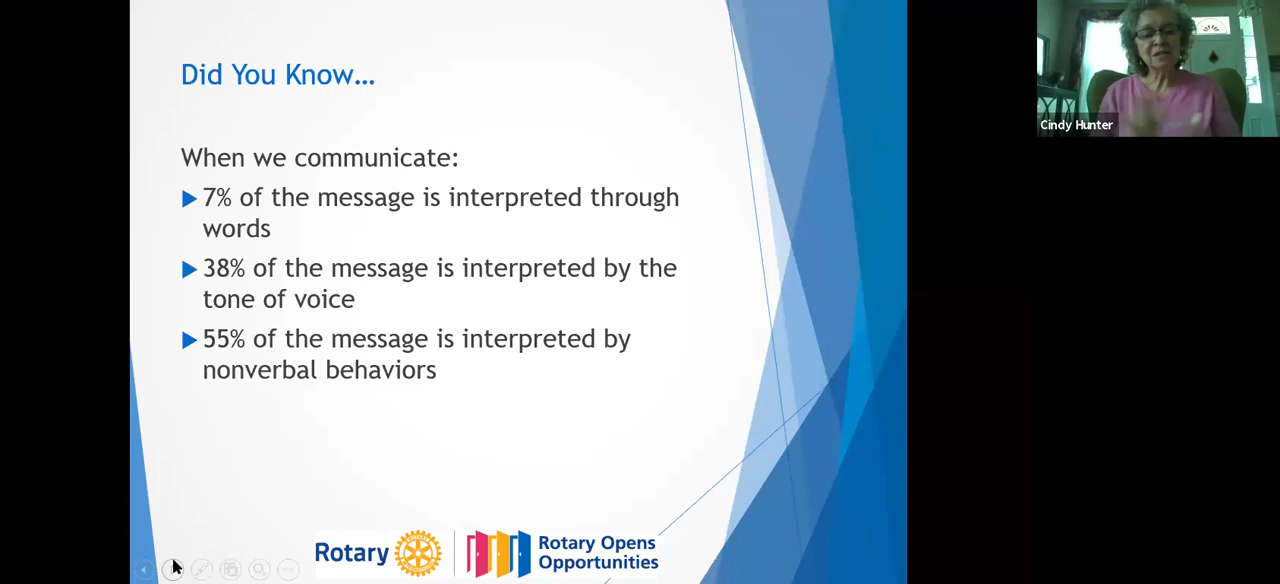 Did You Know…
When we communicate:
7% of the message is interpreted through
words
38% of the message is interpreted by the
tone of voice
55% of the message is interpreted by
nonverbal behaviors
Rotary
Rotary Opens
Opportunities
Cindy Hunter